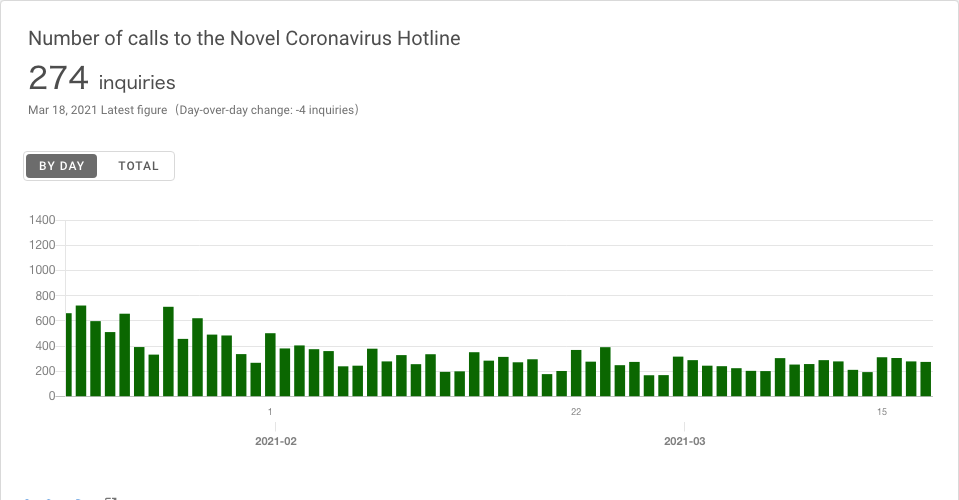 Number of calls to the Novel Coronavirus Hotline
274 inquiries
Mar 18, 2021 Latest figure（Day-over-day change: -4 inquiries）
BY DAY TOTAL
1400
1200
1000
800
600
400
200
0
1 22 15
2021-02 2021-03